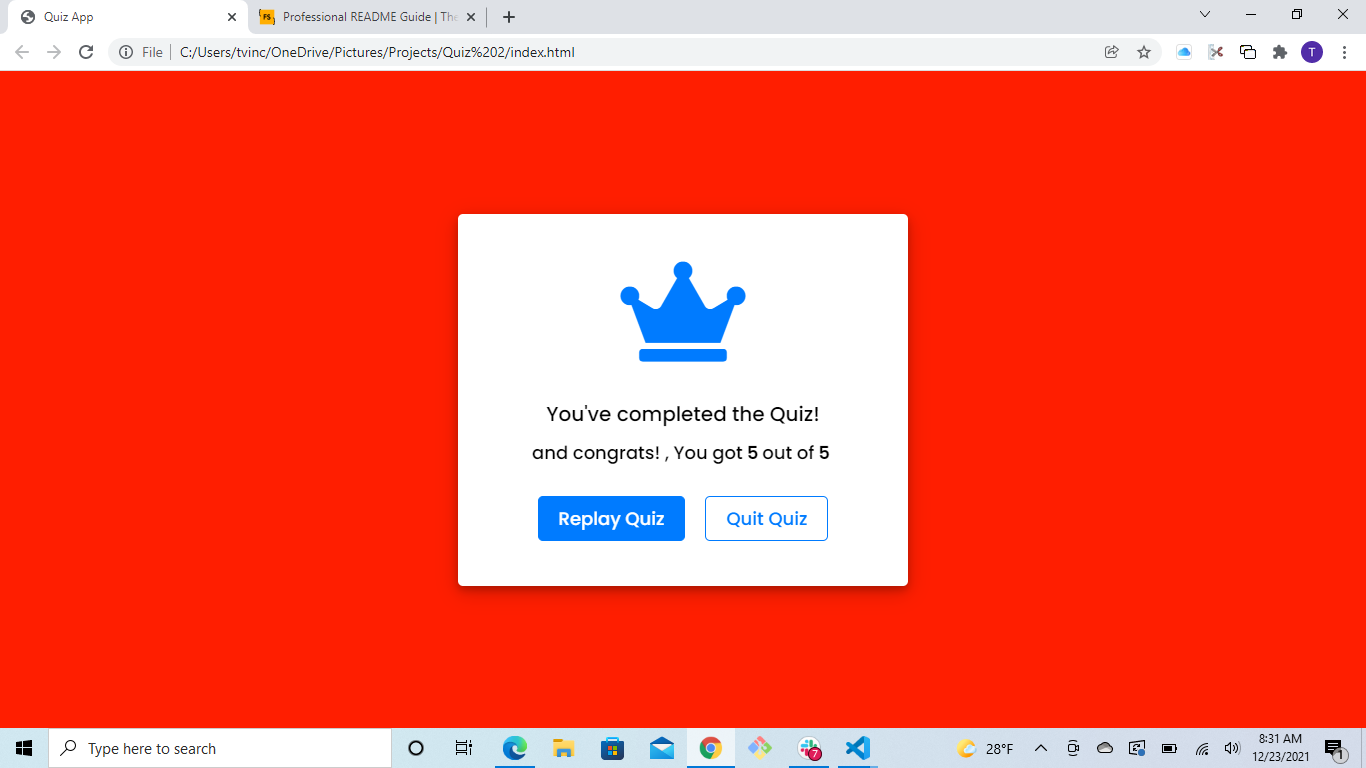 Quiz App
FS
Professional README Guide | The
File
C:/Users/tvinc/OneDrive/Pictures/Projects/Quiz%202/index.html
T
You've completed the Quiz!
and congrats! , You got 5 out of 5
Replay Quiz
Quit Quiz
Type here to search
7
28°F
8:31 AM
12/23/2021
1